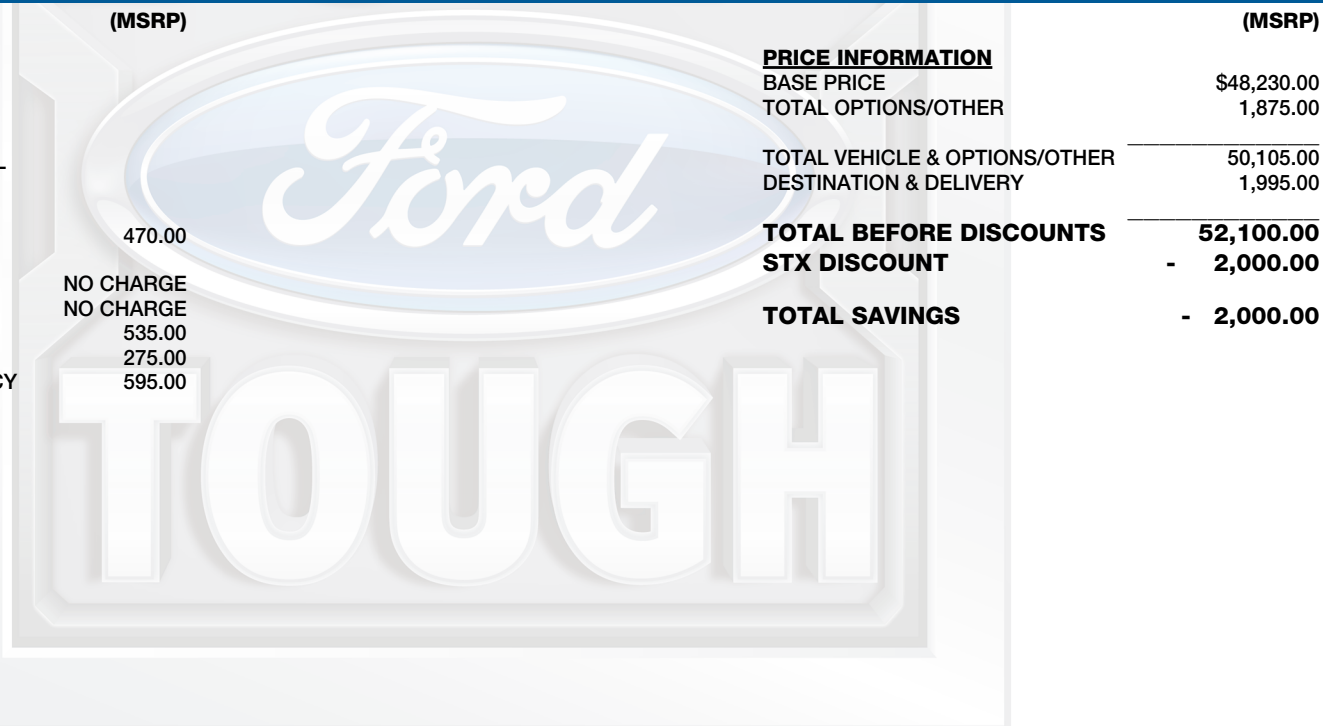 (MSRP)
470.00
NO CHARGE
NO CHARGE
535.00
275.00
CY 595.00
Ford
TOUGH
(MSRP)
PRICE INFORMATION
BASE PRICE $48,230.00
TOTAL OPTIONS/OTHER 1,875.00
TOTAL VEHICLE & OPTIONS/OTHER 50,105.00
DESTINATION & DELIVERY 1,995.00
TOTAL BEFORE DISCOUNTS 52,100.00
STX DISCOUNT - 2,000.00
TOTAL SAVINGS - 2,000.00